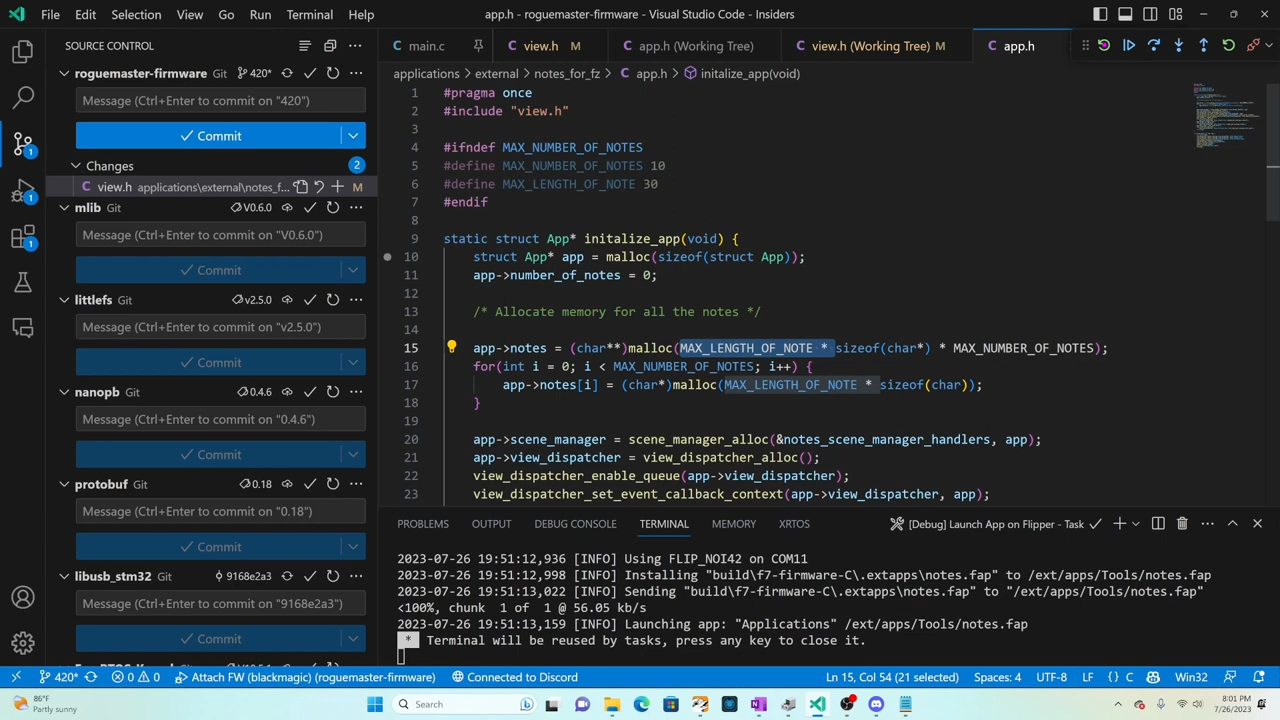 File Edit Selection View Go Run Terminal Help
app.h - roguemaster-firmware - Visual Studio Code - Insiders
SOURCE CONTROL
roguemaster-firmware Git 420*
Message (Ctrl+Enter to commit on "420")
Commit
Changes 2
view.h applications\external\notes_f... M
mlib Git V0.6.0
Message (Ctrl+Enter to commit on "V0.6.0")
Commit
littlefs Git v2.5.0
Message (Ctrl+Enter to commit on "v2.5.0")
Commit
nanopb Git 0.4.6
Message (Ctrl+Enter to commit on "0.4.6")
Commit
protobuf Git 0.18
Message (Ctrl+Enter to commit on "0.18")
Commit
libusb_stm32 Git 9168e2a3
Message (Ctrl+Enter to commit on "9168e2a3")
Commit
1
1
1
main.c view.h M app.h (Working Tree) view.h (Working Tree) M app.h
applications > external > notes_for_fz > C app.h > initalize_app(void)
1 #pragma once
2 #include "view.h"
3
4 #ifndef MAX_NUMBER_OF_NOTES
5 #define MAX_NUMBER_OF_NOTES 10
6 #define MAX_LENGTH_OF_NOTE 30
7 #endif
8
9 static struct App* initalize_app(void) {
10 struct App* app = malloc(sizeof(struct App));
11 app->number_of_notes = 0;
12
13 /* Allocate memory for all the notes */
14
15 app->notes = (char**)malloc(MAX_LENGTH_OF_NOTE * sizeof(char*) * MAX_NUMBER_OF_NOTES);
16 for(int i = 0; i < MAX_NUMBER_OF_NOTES; i++) {
17 app->notes[i] = (char*)malloc(MAX_LENGTH_OF_NOTE * sizeof(char));
18 }
19
20 app->scene_manager = scene_manager_alloc(&notes_scene_manager_handlers, app);
21 app->view_dispatcher = view_dispatcher_alloc();
22 view_dispatcher_enable_queue(app->view_dispatcher);
23 view_dispatcher_set_event_callback_context(app->view_dispatcher, app);
PROBLEMS OUTPUT DEBUG CONSOLE TERMINAL MEMORY XRTOS
[Debug] Launch App on Flipper - Task
2023-07-26 19:51:12,936 [INFO] Using FLIP_NOI42 on COM11
2023-07-26 19:51:12,998 [INFO] Installing "build\f7-firmware-C\.extapps\notes.fap" to /ext/apps/Tools/notes.fap
2023-07-26 19:51:13,022 [INFO] Sending "build\f7-firmware-C\.extapps\notes.fap" to "/ext/apps/Tools/notes.fap"
<100%, chunk 1 of 1 @ 56.05 kb/s
2023-07-26 19:51:13,159 [INFO] Launching app: "Applications" /ext/apps/Tools/notes.fap
* Terminal will be reused by tasks, press any key to close it.
420* 0 0 Attach FW (blackmagic) (roguemaster-firmware) Connected to Discord Ln 15, Col 54 (21 selected) Spaces: 4 UTF-8 LF {} C Win32
86°F
Partly sunny
Search
8:01 PM
7/26/2023